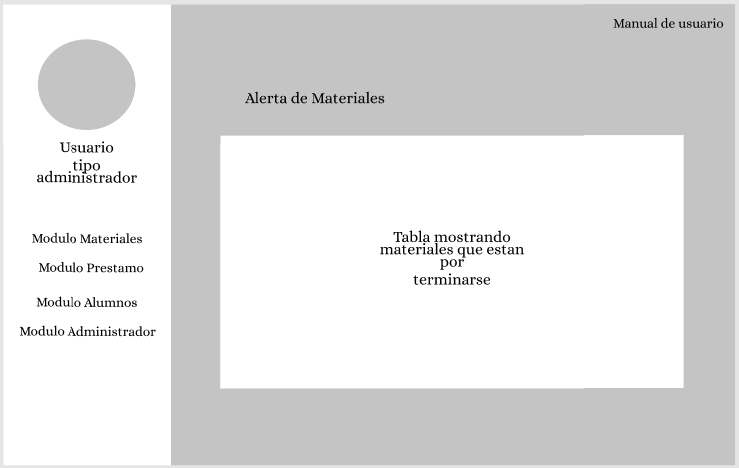 Manual de usuario
Usuario
tipo
administrador
Modulo Materiales
Modulo Prestamo
Modulo Alumnos
Modulo Administrador
Alerta de Materiales
Tabla mostrando
materiales que estan
por
terminarse